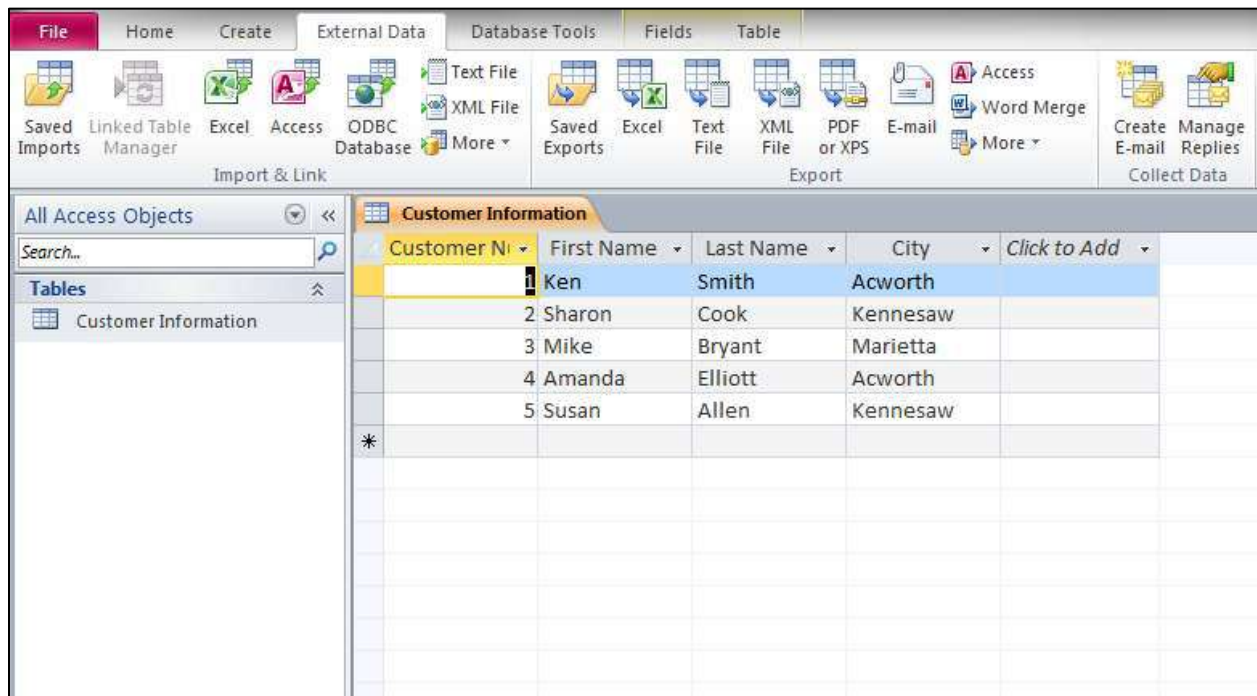 File Home Create External Data Database Tools Fields Table
Saved Imports
Linked Table Manager
Excel
Access
ODBC Database
Text File
XML File
More
Import & Link
Saved Exports
Excel
Text File
XML File
PDF or XPS
E-mail
Access
Word Merge
More
Export
Create E-mail
Manage Replies
Collect Data
All Access Objects
Search...
Tables
Customer Information
Customer Information
Customer N First Name Last Name City Click to Add
1 Ken Smith Acworth
2 Sharon Cook Kennesaw
3 Mike Bryant Marietta
4 Amanda Elliott Acworth
5 Susan Allen Kennesaw